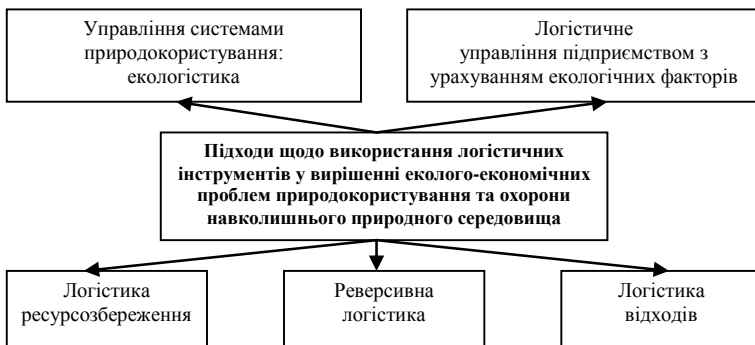 Управління системами
природокористування:
екологістика
Логістичне
управління підприємством з
урахуванням екологічних факторів
Підходи щодо використання логістичних
інструментів у вирішенні еколого-економічних
проблем природокористування та охорони
навколишнього природного середовища
Логістика
ресурсозбереження
Реверсивна
логістика
Логістика
відходів